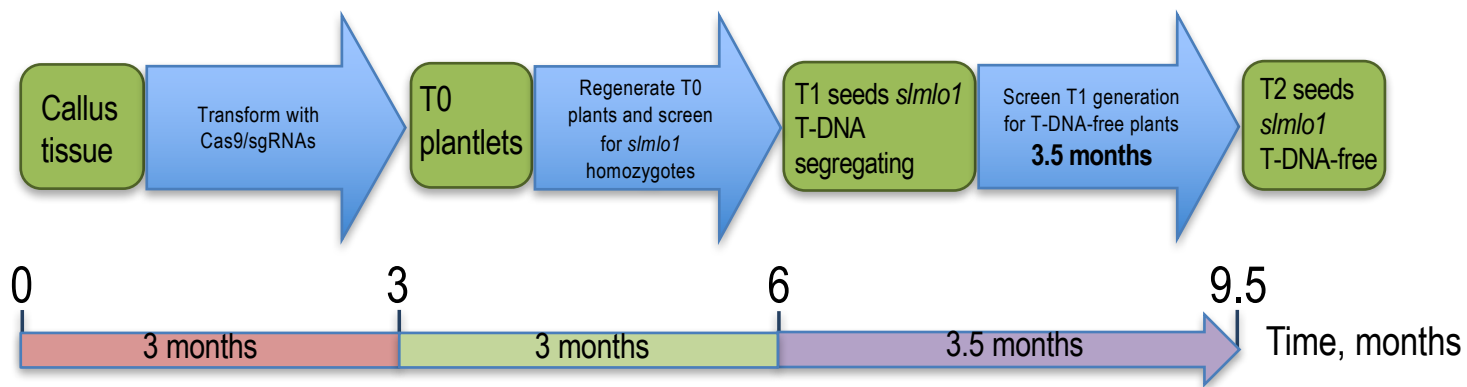 Callus
tissue
Transform with
Cas9/sgRNAs
T0
plantlets
Regenerate T0
plants and screen
for slmlo1
homozygotes
T1 seeds slmlo1
T-DNA
segregating
Screen T1 generation
for T-DNA-free plants
3.5 months
T2 seeds
slmlo1
T-DNA-free
0
3
6
9.5
3 months
3 months
3.5 months
Time, months